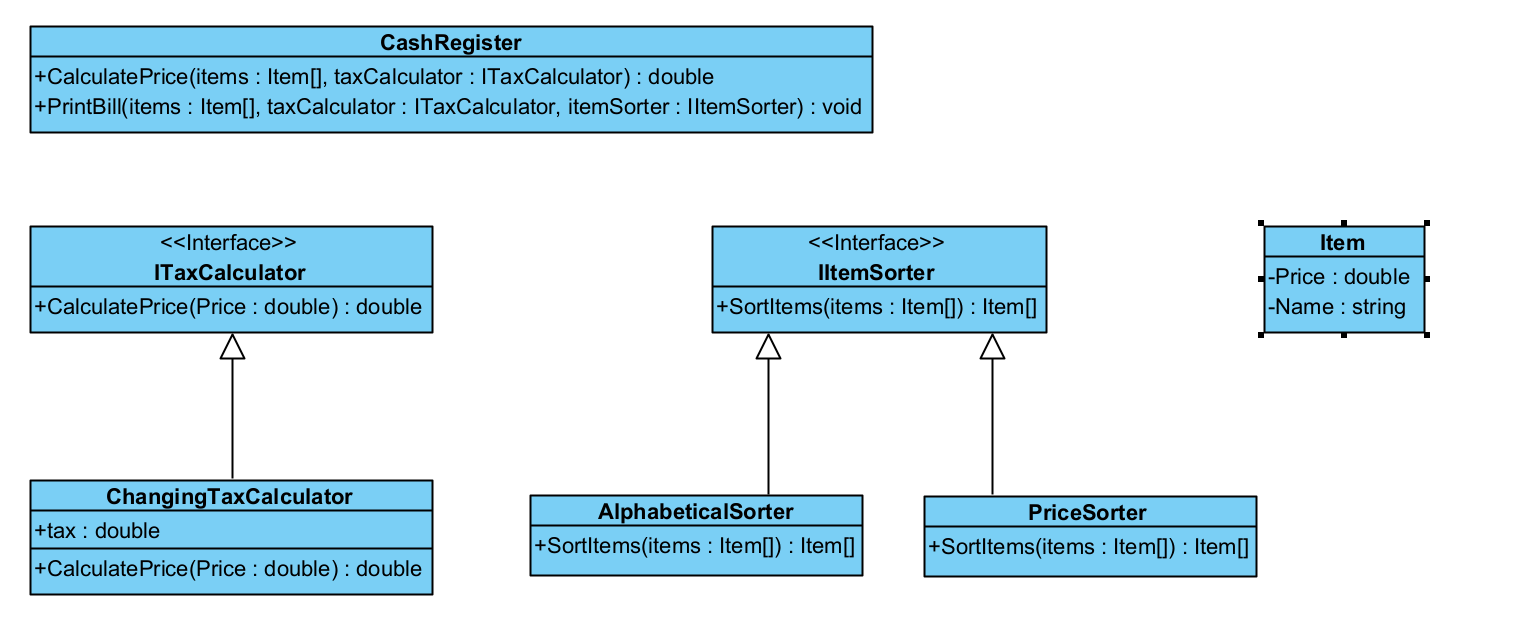 CashRegister
+CalculatePrice(items : Item[], taxCalculator : ITaxCalculator) : double
+PrintBill(items : Item[], taxCalculator : ITaxCalculator, itemSorter : IItemSorter) : void
<<Interface>>
ITaxCalculator
+CalculatePrice(Price : double) : double
<<Interface>>
IItemSorter
+SortItems(items : Item[]) : Item[]
Item
-Price : double
-Name : string
ChangingTaxCalculator
+tax : double
+CalculatePrice(Price : double) : double
AlphabeticalSorter
+SortItems(items : Item[]) : Item[]
PriceSorter
+SortItems(items : Item[]) : Item[]